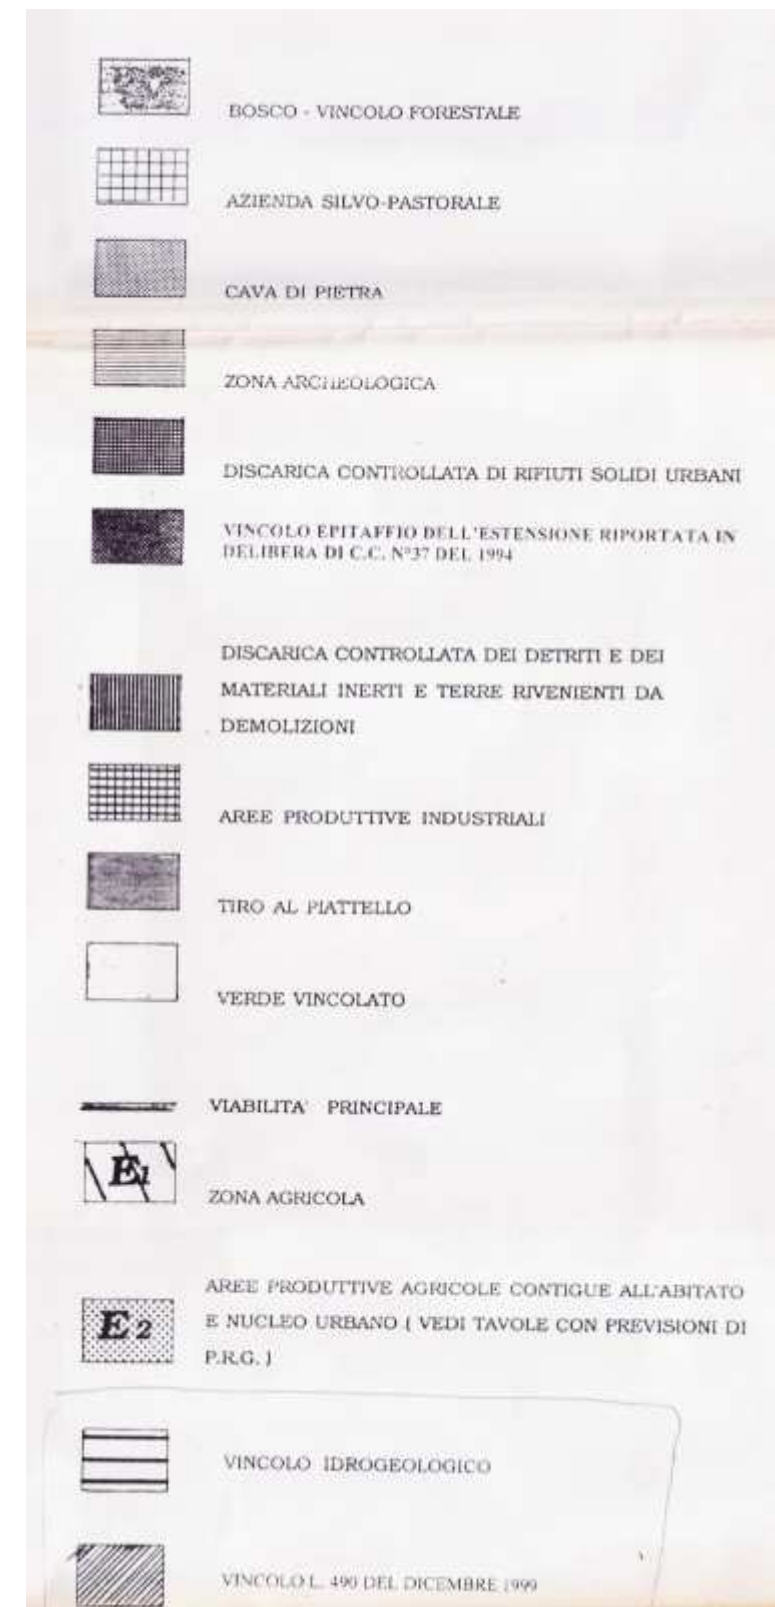 BOSCO - VINCOLO FORESTALE
AZIENDA SILVO-PASTORALE
CAVA DI PIETRA
ZONA ARCHEOLOGICA
DISCARICA CONTROLLATA DI RIFIUTI SOLIDI URBANI
VINCOLO EPITAFFIO DELL'ESTENSIONE RIPORTATA IN
DELIBERA DI C.C. N°37 DEL 1994
DISCARICA CONTROLLATA DEI DETRITI E DEI
MATERIALI INERTI E TERRE RIVENIENTI DA
DEMOLIZIONI
AREE PRODUTTIVE INDUSTRIALI
TIRO AL PIATTELLO
VERDE VINCOLATO
VIABILITA' PRINCIPALE
E1
ZONA AGRICOLA
AREE PRODUTTIVE AGRICOLE CONTIGUE ALL'ABITATO
E2
E NUCLEO URBANO ( VEDI TAVOLE CON PREVISIONI DI
P.R.G. )
VINCOLO IDROGEOLOGICO
VINCOLO L. 490 DEL DICEMBRE 1999